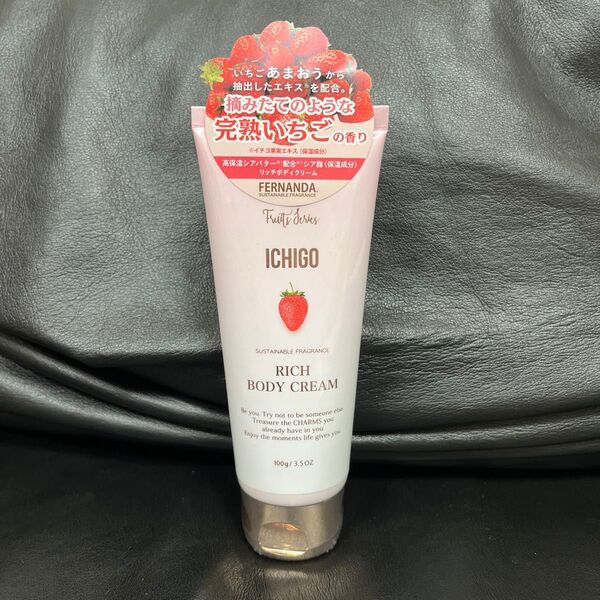 いちごあまおうから
抽出したエキス※を配合。
摘みたてのような
完熟いちごの香り
※イチゴ果実エキス(保湿成分)
高保湿シアバター※¹配合※¹シア脂(保湿成分)
リッチボディクリーム
FERNANDA®
SUSTAINABLE FRAGRANCE
Fruits Series
ICHIGO
SUSTAINABLE FRAGRANCE
RICH
BODY CREAM
Be you. Try not to be someone else.
Treasure the CHARMS you
already have in you.
Enjoy the moments life gives you.
100g/3.5OZ